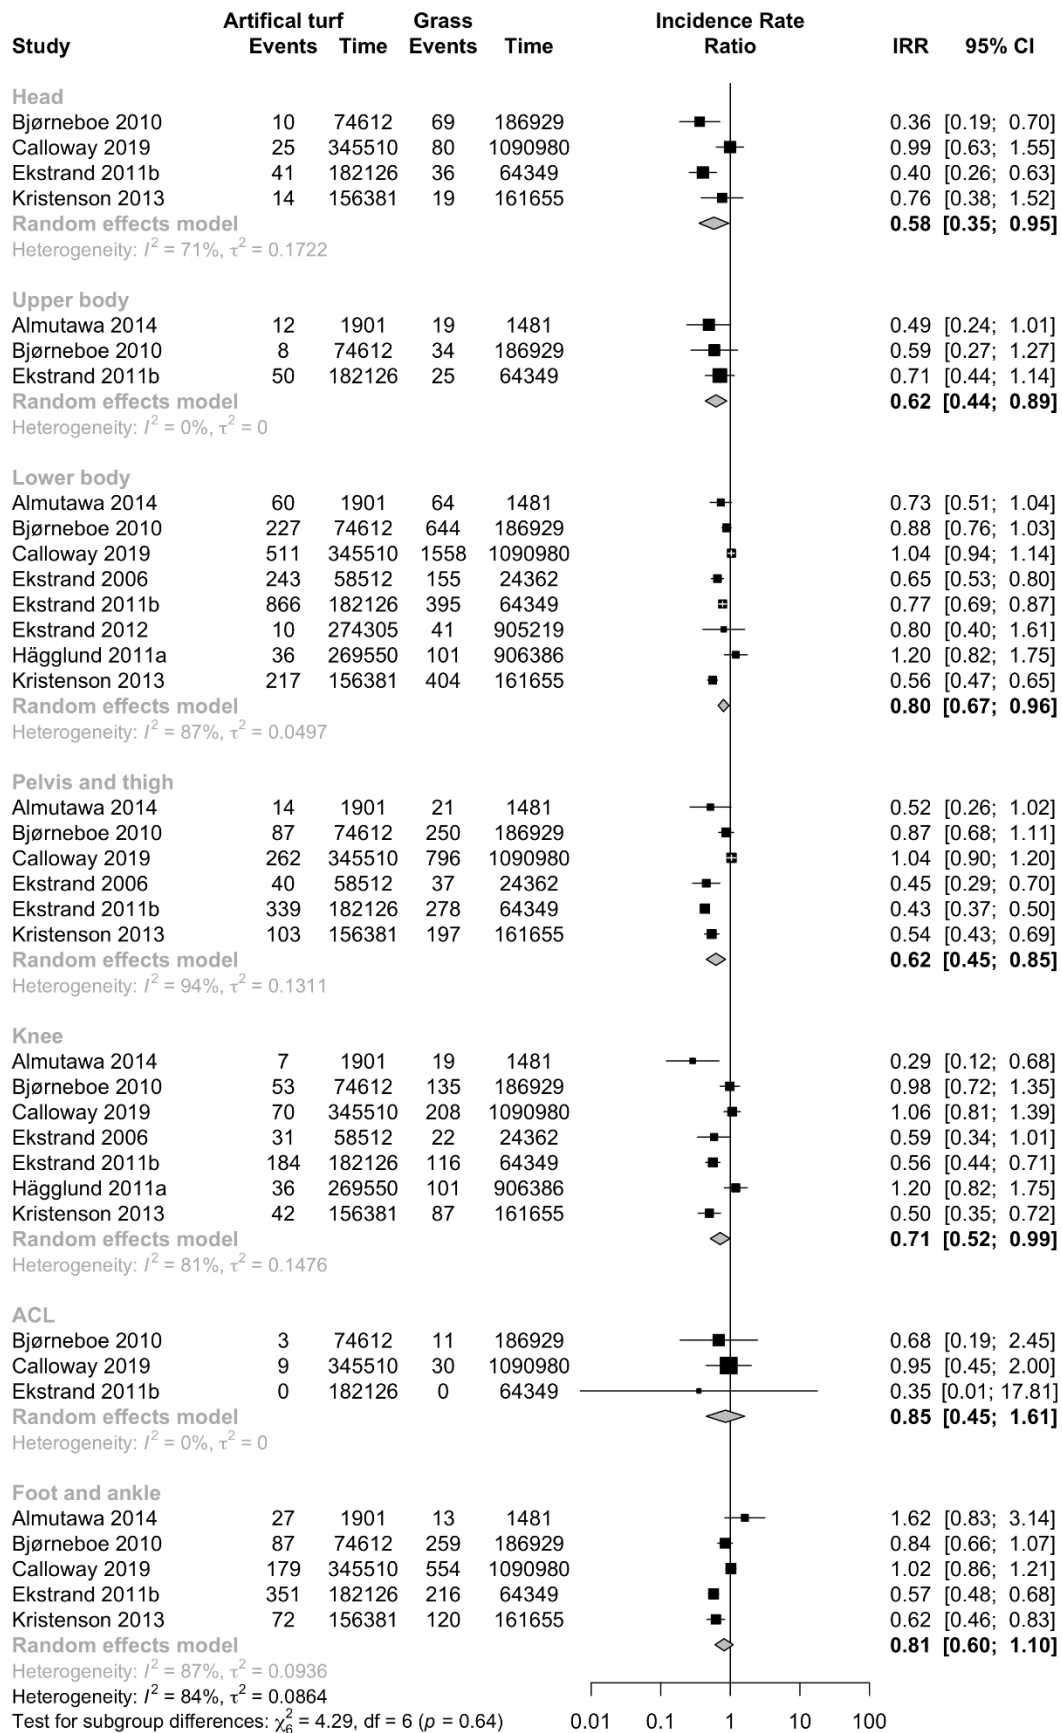 Artifical turf Grass Incidence Rate
Study Events Time Events Time Ratio IRR 95% CI
Head
Bjørneboe 2010 10 74612 69 186929 0.36 [0.19; 0.70]
Calloway 2019 25 345510 80 1090980 0.99 [0.63; 1.55]
Ekstrand 2011b 41 182126 36 64349 0.40 [0.26; 0.63]
Kristenson 2013 14 156381 19 161655 0.76 [0.38; 1.52]
Random effects model 0.58 [0.35; 0.95]
Heterogeneity: I² = 71%, τ² = 0.1722
Upper body
Almutawa 2014 12 1901 19 1481 0.49 [0.24; 1.01]
Bjørneboe 2010 8 74612 34 186929 0.59 [0.27; 1.27]
Ekstrand 2011b 50 182126 25 64349 0.71 [0.44; 1.14]
Random effects model 0.62 [0.44; 0.89]
Heterogeneity: I² = 0%, τ² = 0
Lower body
Almutawa 2014 60 1901 64 1481 0.73 [0.51; 1.04]
Bjørneboe 2010 227 74612 644 186929 0.88 [0.76; 1.03]
Calloway 2019 511 345510 1558 1090980 1.04 [0.94; 1.14]
Ekstrand 2006 243 58512 155 24362 0.65 [0.53; 0.80]
Ekstrand 2011b 866 182126 395 64349 0.77 [0.69; 0.87]
Ekstrand 2012 10 274305 41 905219 0.80 [0.40; 1.61]
Hägglund 2011a 36 269550 101 906386 1.20 [0.82; 1.75]
Kristenson 2013 217 156381 404 161655 0.56 [0.47; 0.65]
Random effects model 0.80 [0.67; 0.96]
Heterogeneity: I² = 87%, τ² = 0.0497
Pelvis and thigh
Almutawa 2014 14 1901 21 1481 0.52 [0.26; 1.02]
Bjørneboe 2010 87 74612 250 186929 0.87 [0.68; 1.11]
Calloway 2019 262 345510 796 1090980 1.04 [0.90; 1.20]
Ekstrand 2006 40 58512 37 24362 0.45 [0.29; 0.70]
Ekstrand 2011b 339 182126 278 64349 0.43 [0.37; 0.50]
Kristenson 2013 103 156381 197 161655 0.54 [0.43; 0.69]
Random effects model 0.62 [0.45; 0.85]
Heterogeneity: I² = 94%, τ² = 0.1311
Knee
Almutawa 2014 7 1901 19 1481 0.29 [0.12; 0.68]
Bjørneboe 2010 53 74612 135 186929 0.98 [0.72; 1.35]
Calloway 2019 70 345510 208 1090980 1.06 [0.81; 1.39]
Ekstrand 2006 31 58512 22 24362 0.59 [0.34; 1.01]
Ekstrand 2011b 184 182126 116 64349 0.56 [0.44; 0.71]
Hägglund 2011a 36 269550 101 906386 1.20 [0.82; 1.75]
Kristenson 2013 42 156381 87 161655 0.50 [0.35; 0.72]
Random effects model 0.71 [0.52; 0.99]
Heterogeneity: I² = 81%, τ² = 0.1476
ACL
Bjørneboe 2010 3 74612 11 186929 0.68 [0.19; 2.45]
Calloway 2019 9 345510 30 1090980 0.95 [0.45; 2.00]
Ekstrand 2011b 0 182126 0 64349 0.35 [0.01; 17.81]
Random effects model 0.85 [0.45; 1.61]
Heterogeneity: I² = 0%, τ² = 0
Foot and ankle
Almutawa 2014 27 1901 13 1481 1.62 [0.83; 3.14]
Bjørneboe 2010 87 74612 259 186929 0.84 [0.66; 1.07]
Calloway 2019 179 345510 554 1090980 1.02 [0.86; 1.21]
Ekstrand 2011b 351 182126 216 64349 0.57 [0.48; 0.68]
Kristenson 2013 72 156381 120 161655 0.62 [0.46; 0.83]
Random effects model 0.81 [0.60; 1.10]
Heterogeneity: I² = 87%, τ² = 0.0936
Heterogeneity: I² = 84%, τ² = 0.0864
Test for subgroup differences: χ²₆ = 4.29, df = 6 (p = 0.64) 0.01 0.1 1 10 100